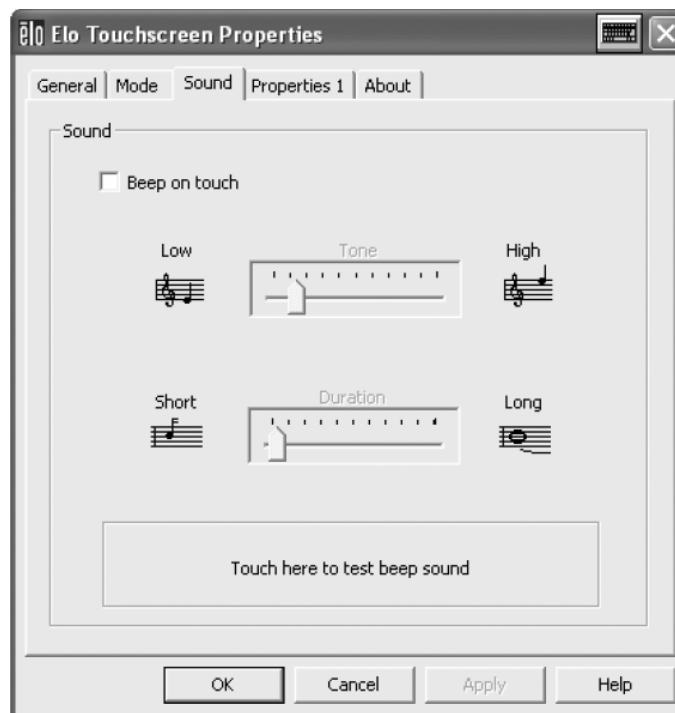 ēlo Elo Touchscreen Properties
General Mode Sound Properties 1 About
Sound
Beep on touch
Low Tone High
Short Duration Long
Touch here to test beep sound
OK Cancel Apply Help